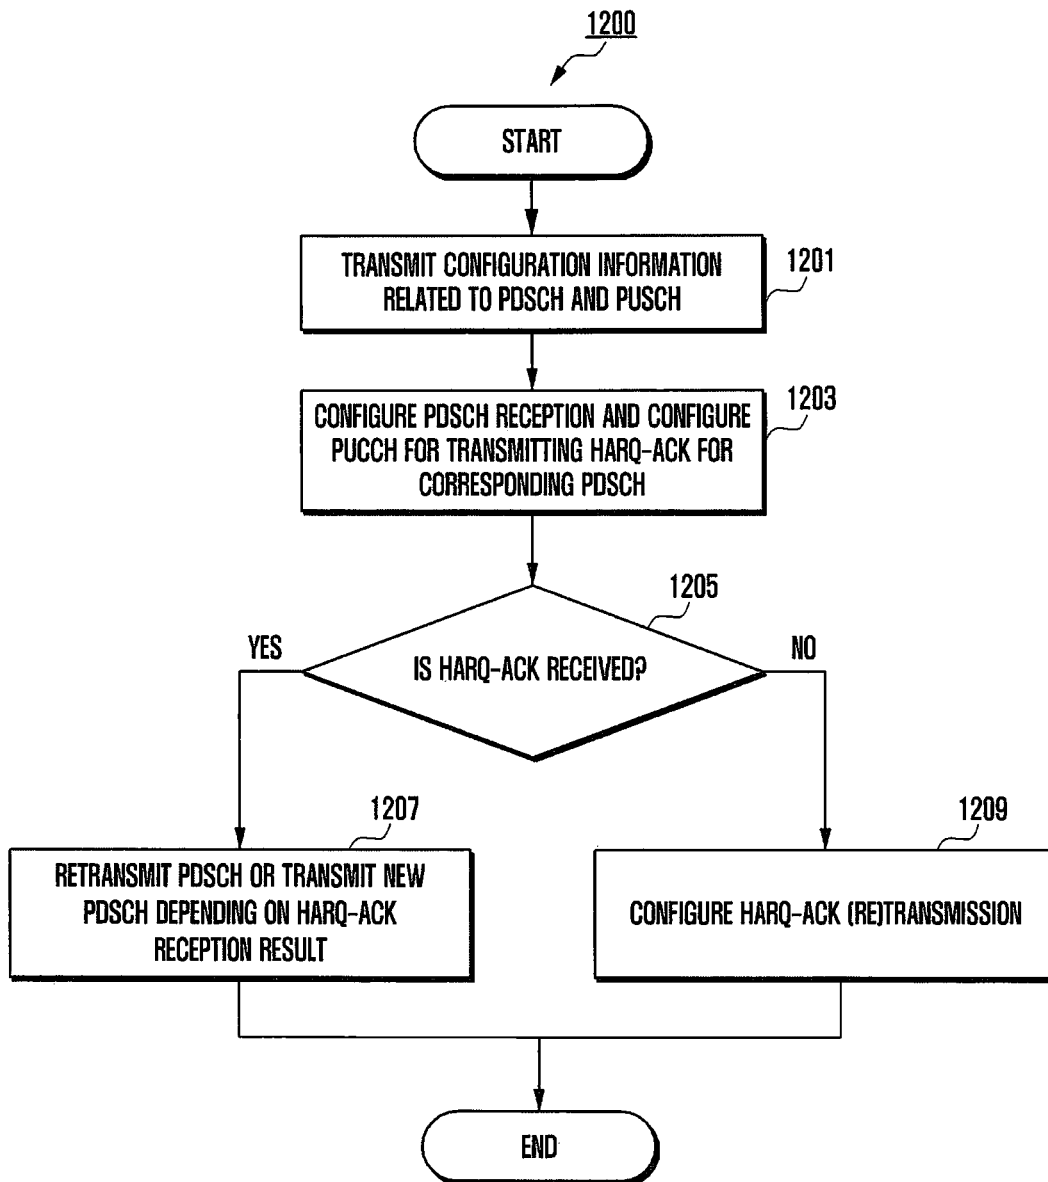 1200
START
TRANSMIT CONFIGURATION INFORMATION
RELATED TO PDSCH AND PUSCH
1201
CONFIGURE PDSCH RECEPTION AND CONFIGURE
PUCCH FOR TRANSMITTING HARQ-ACK FOR
CORRESPONDING PDSCH
1203
1205
IS HARQ-ACK RECEIVED?
YES
NO
1207
RETRANSMIT PDSCH OR TRANSMIT NEW
PDSCH DEPENDING ON HARQ-ACK
RECEPTION RESULT
1209
CONFIGURE HARQ-ACK (RE)TRANSMISSION
END